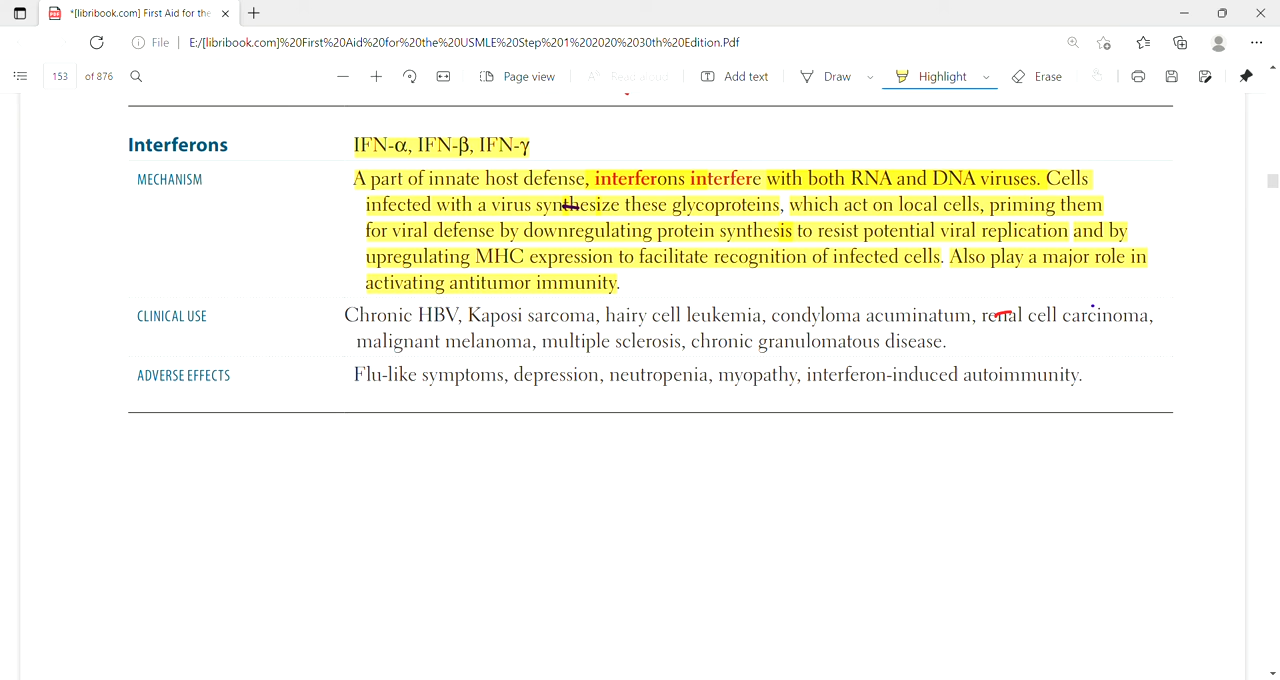 *[libribook.com] First Aid for the
File
E:/[libribook.com]%20First%20Aid%20for%20the%20USMLE%20Step%201%202020%2030th%20Edition.Pdf
153 of 876
Page view
Read aloud
Add text
Draw
Highlight
Erase
Interferons IFN-α, IFN-β, IFN-γ
MECHANISM A part of innate host defense, interferons interfere with both RNA and DNA viruses. Cells
infected with a virus synthesize these glycoproteins, which act on local cells, priming them
for viral defense by downregulating protein synthesis to resist potential viral replication and by
upregulating MHC expression to facilitate recognition of infected cells. Also play a major role in
activating antitumor immunity.
CLINICAL USE Chronic HBV, Kaposi sarcoma, hairy cell leukemia, condyloma acuminatum, renal cell carcinoma,
malignant melanoma, multiple sclerosis, chronic granulomatous disease.
ADVERSE EFFECTS Flu-like symptoms, depression, neutropenia, myopathy, interferon-induced autoimmunity.